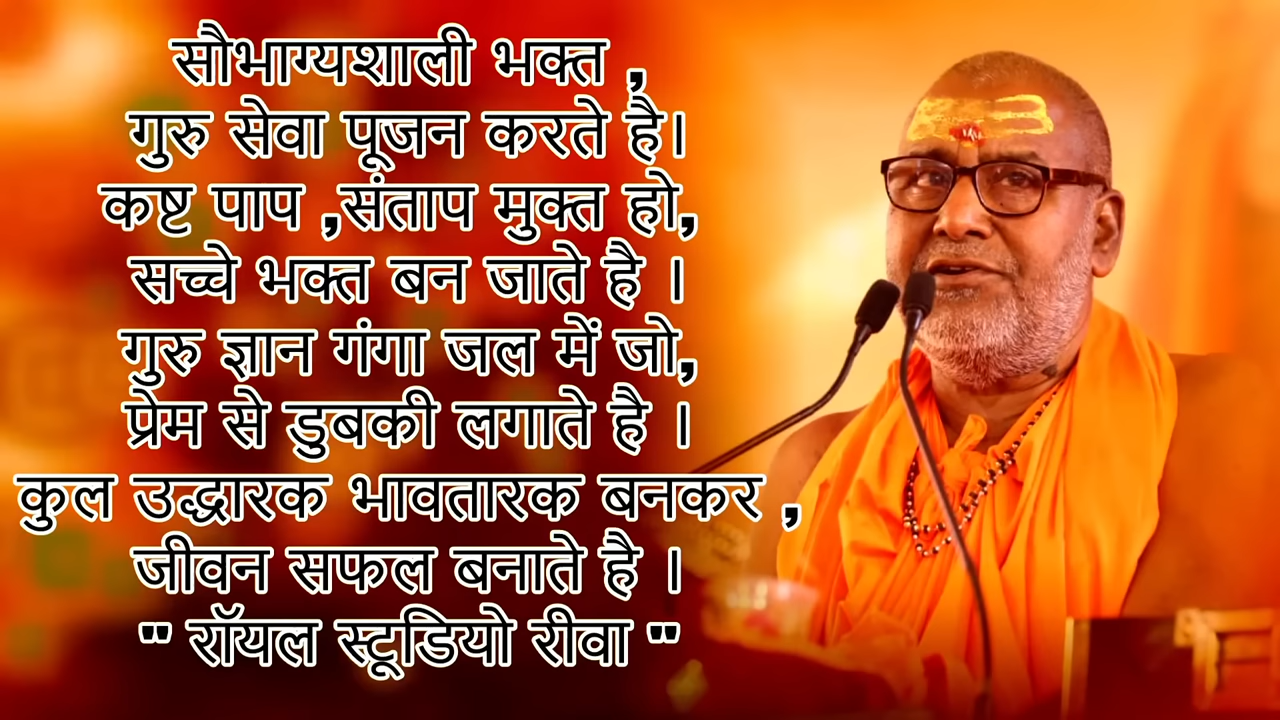 सौभाग्यशाली भक्त ,
गुरु सेवा पूजन करते है।
कष्ट पाप ,संताप मुक्त हो,
सच्चे भक्त बन जाते है ।
गुरु ज्ञान गंगा जल में जो,
प्रेम से डुबकी लगाते है ।
कुल उद्धारक भावतारक बनकर ,
जीवन सफल बनाते है ।
" रॉयल स्टूडियो रीवा "